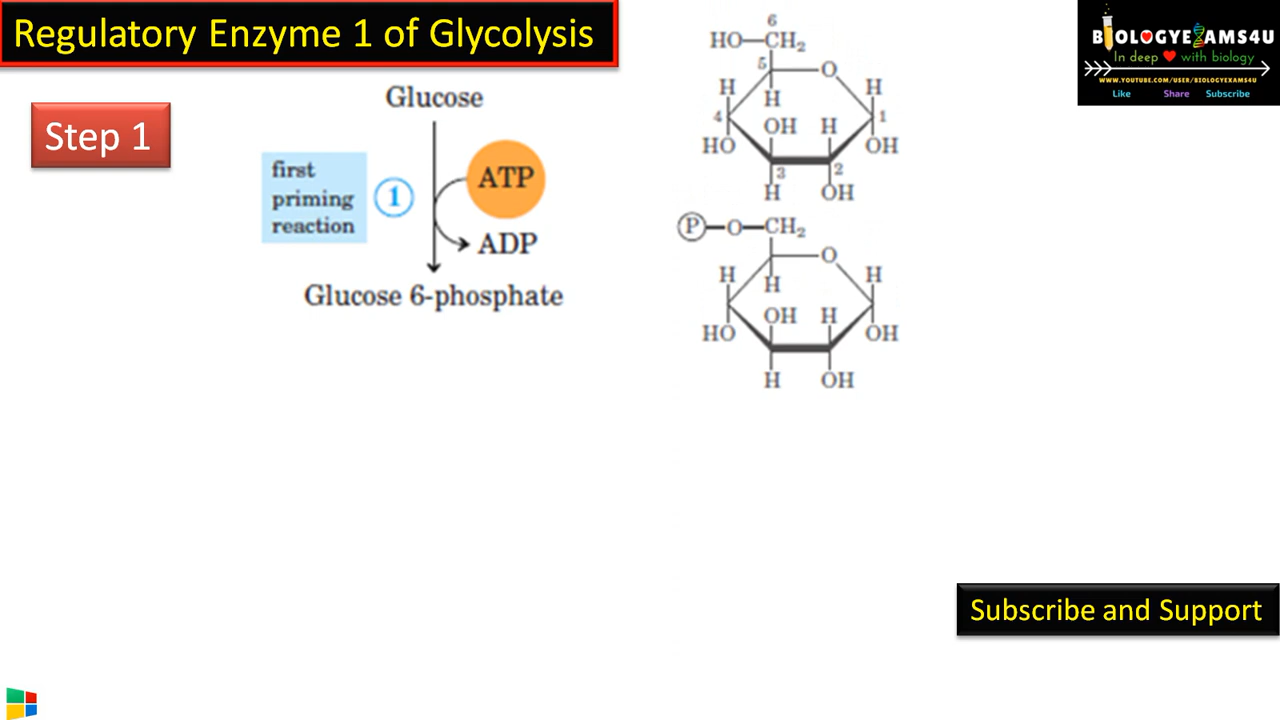 Regulatory Enzyme 1 of Glycolysis
BIOLOGYEXAMS4U
In deep with biology
WWW.YOUTUBE.COM/USER/BIOLOGYEXAMS4U
Like Share Subscribe
Step 1
Glucose
first
priming
reaction
1
ATP
ADP
Glucose 6-phosphate
6
HO—CH₂
5
O
H
H
H
4
OH
H
1
HO
OH
3
2
H
OH
P—O—CH₂
O
H
H
H
OH
H
HO
OH
H
OH
Subscribe and Support